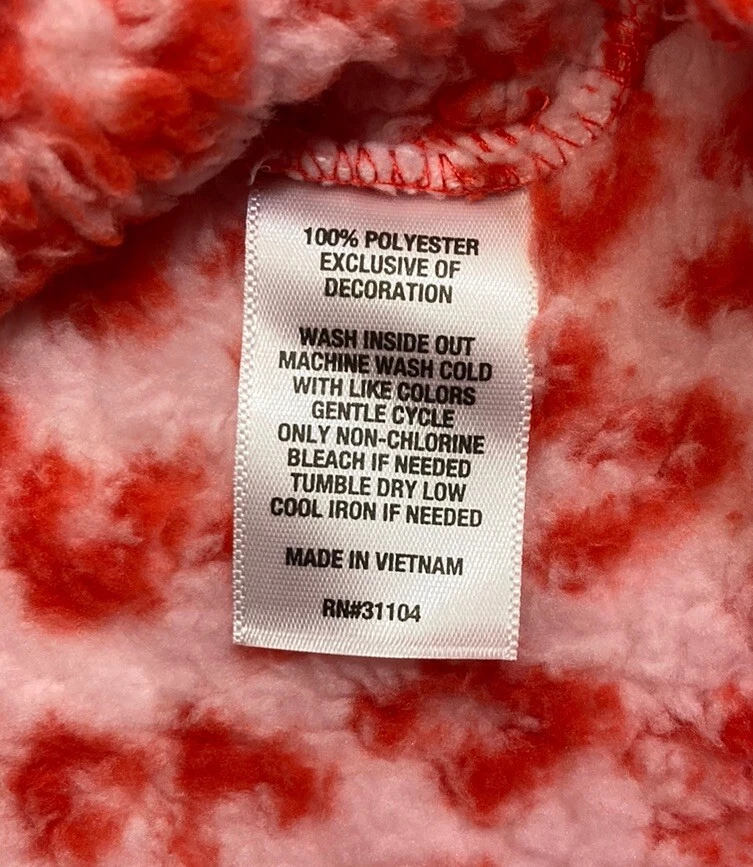 100% POLYESTER
EXCLUSIVE OF
DECORATION
WASH INSIDE OUT
MACHINE WASH COLD
WITH LIKE COLORS
GENTLE CYCLE
ONLY NON-CHLORINE
BLEACH IF NEEDED
TUMBLE DRY LOW
COOL IRON IF NEEDED
MADE IN VIETNAM
RN#31104